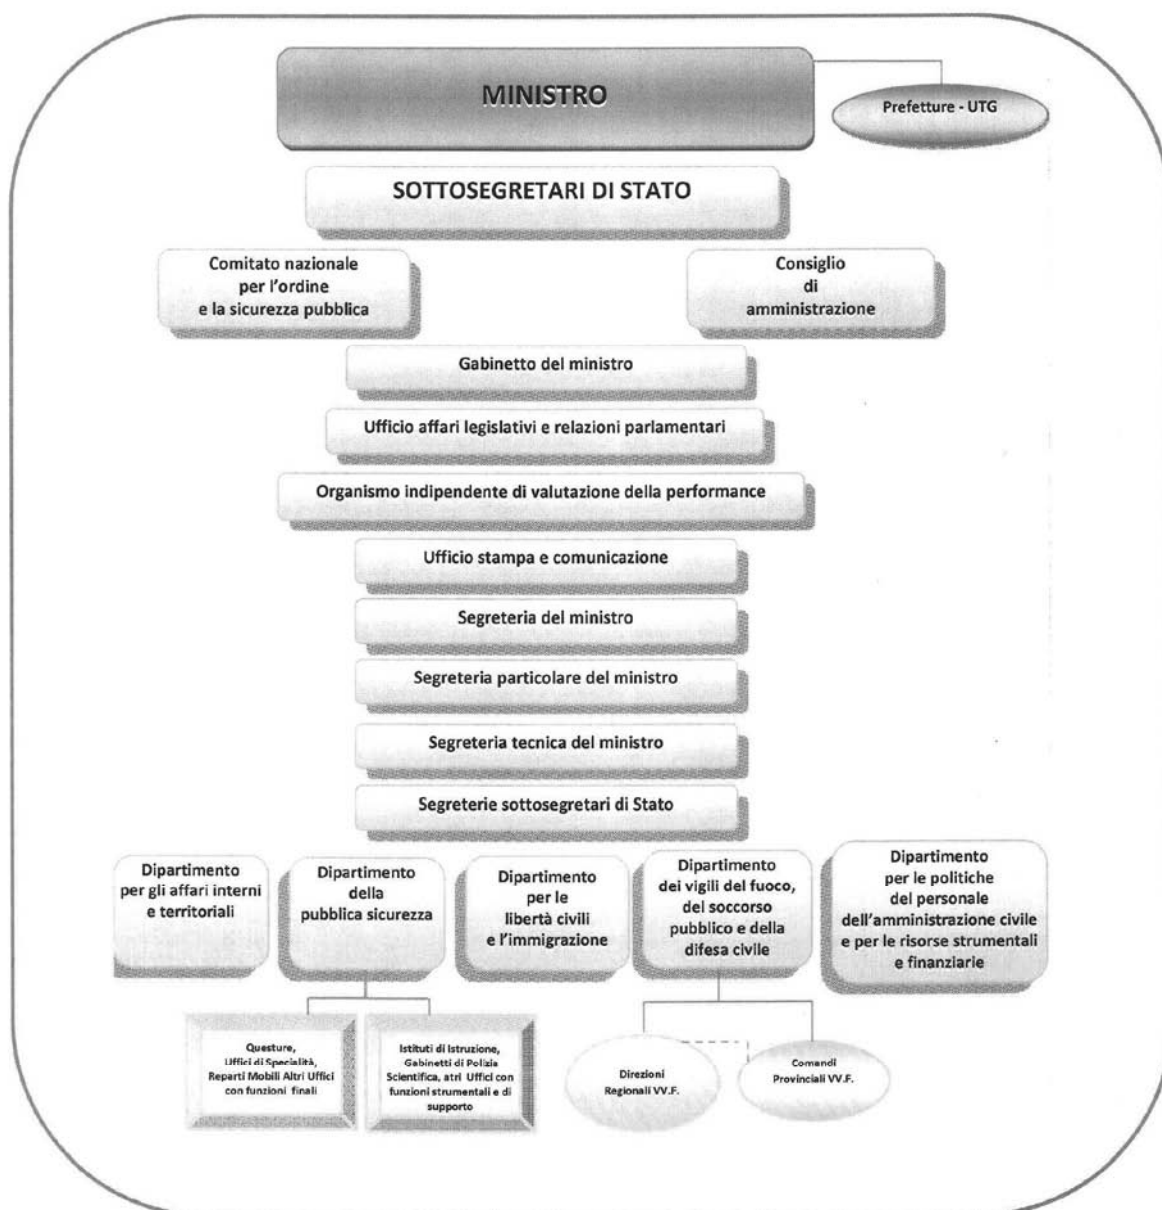 MINISTRO
Prefetture - UTG
SOTTOSEGRETARI DI STATO
Comitato nazionale
per l'ordine
e la sicurezza pubblica
Consiglio
di
amministrazione
Gabinetto del ministro
Ufficio affari legislativi e relazioni parlamentari
Organismo indipendente di valutazione della performance
Ufficio stampa e comunicazione
Segreteria del ministro
Segreteria particolare del ministro
Segreteria tecnica del ministro
Segreterie sottosegretari di Stato
Dipartimento
per gli affari interni
e territoriali
Dipartimento
della
pubblica sicurezza
Dipartimento
per le
libertà civili
e l'immigrazione
Dipartimento
dei vigili del fuoco,
del soccorso
pubblico e della
difesa civile
Dipartimento
per le politiche
del personale
dell'amministrazione civile
e per le risorse strumentali
e finanziarie
Questure,
Uffici di Specialità,
Reparti Mobili Altri Uffici
con funzioni finali
Istituti di Istruzione,
Gabinetti di Polizia
Scientifica, atri Uffici con
funzioni strumentali e di
supporto
Direzioni
Regionali VV.F.
Comandi
Provinciali VV.F.